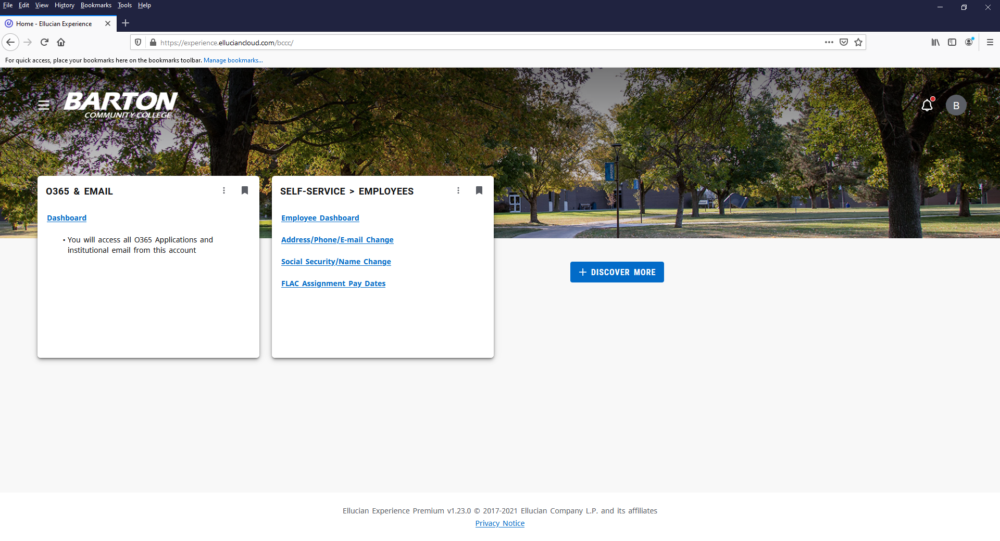 File Edit View History Bookmarks Tools Help
Home - Ellucian Experience
https://experience.elluciancloud.com/bccc/
For quick access, place your bookmarks here on the bookmarks toolbar. Manage bookmarks...
BARTON
COMMUNITY COLLEGE
B
BARTON
O365 & EMAIL
Dashboard
• You will access all O365 Applications and
institutional email from this account
SELF-SERVICE > EMPLOYEES
Employee Dashboard
Address/Phone/E-mail Change
Social Security/Name Change
FLAC Assignment Pay Dates
+ DISCOVER MORE
Ellucian Experience Premium v1.23.0 © 2017-2021 Ellucian Company L.P. and its affiliates
Privacy Notice